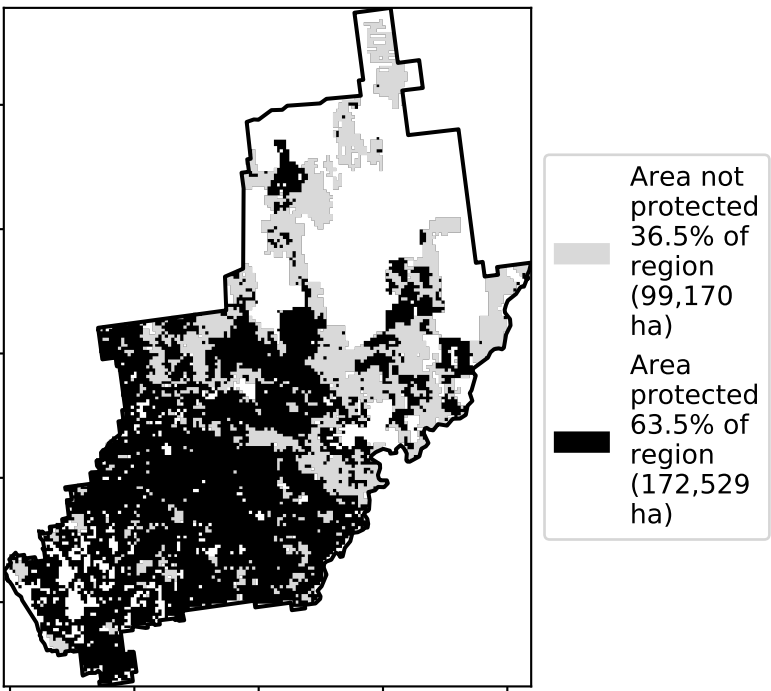 Area not
protected
36.5% of
region
(99,170
ha)
Area
protected
63.5% of
region
(172,529
ha)